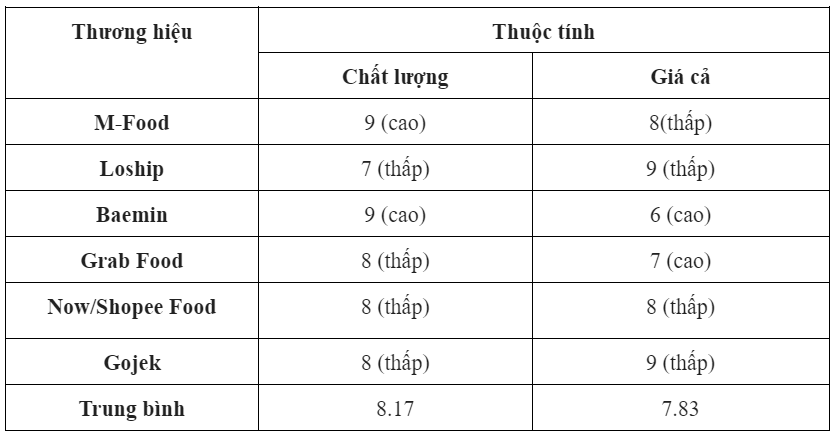 Thương hiệu Thuộc tính
Chất lượng Giá cả
M-Food 9 (cao) 8(thấp)
Loship 7 (thấp) 9 (thấp)
Baemin 9 (cao) 6 (cao)
Grab Food 8 (thấp) 7 (cao)
Now/Shopee Food 8 (thấp) 8 (thấp)
Gojek 8 (thấp) 9 (thấp)
Trung bình 8.17 7.83